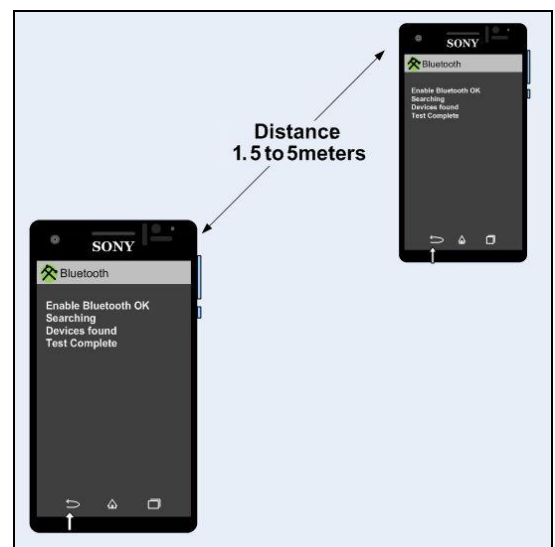 SONY
Bluetooth
Enable Bluetooth OK
Searching
Devices found
Test Complete
Distance
1.5 to 5meters
SONY
Bluetooth
Enable Bluetooth OK
Searching
Devices found
Test Complete